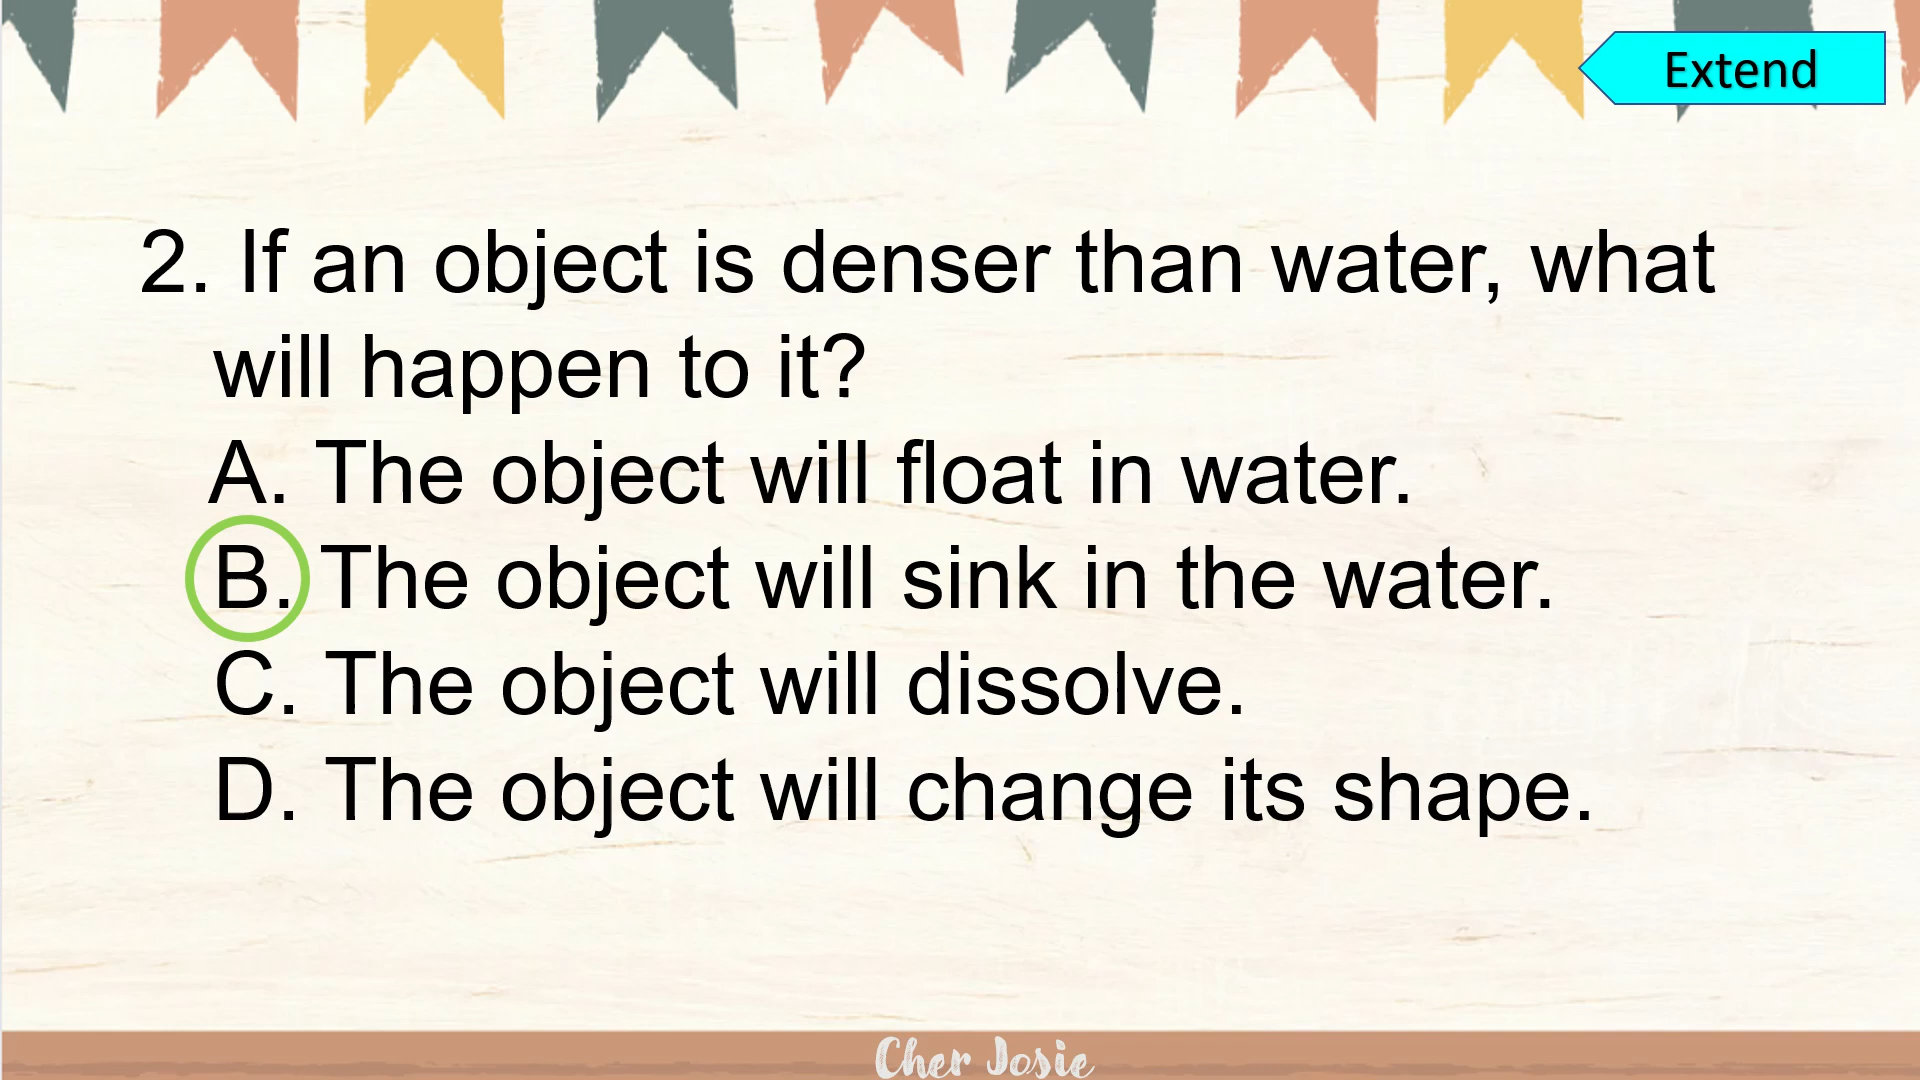 Extend
2. If an object is denser than water, what
will happen to it?
A. The object will float in water.
B. The object will sink in the water.
C. The object will dissolve.
D. The object will change its shape.
Cher Josie